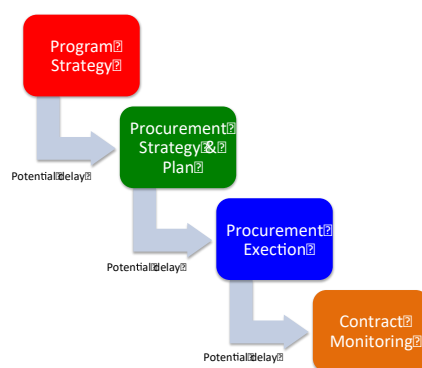 Program
Strategy
Potential delay
Procurement
Strategy &
Plan
Potential delay
Procurement
Exection
Potential delay
Contract
Monitoring